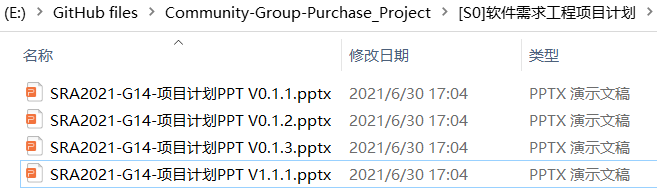 (E:) > GitHub files > Community-Group-Purchase_Project > [S0]软件需求工程项目计划 >
名称 修改日期 类型
SRA2021-G14-项目计划PPT V0.1.1.pptx 2021/6/30 17:04 PPTX 演示文稿
SRA2021-G14-项目计划PPT V0.1.2.pptx 2021/6/30 17:04 PPTX 演示文稿
SRA2021-G14-项目计划PPT V0.1.3.pptx 2021/6/30 17:04 PPTX 演示文稿
SRA2021-G14-项目计划PPT V1.1.1.pptx 2021/6/30 17:04 PPTX 演示文稿